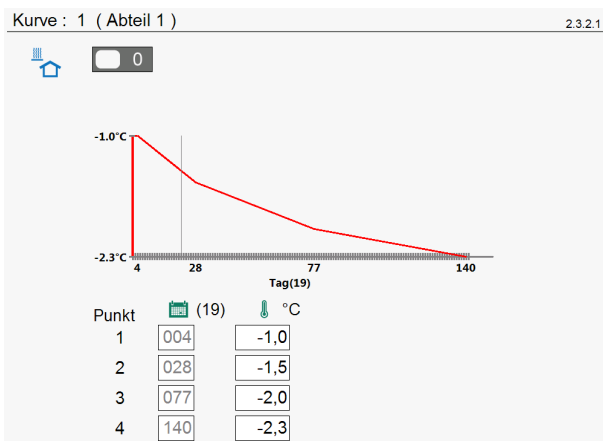 Kurve : 1 ( Abteil 1 )
2.3.2.1
0
-1.0°C
-2.3°C
4 28 77 140
Tag(19)
Punkt (19) °C
1 004 -1,0
2 028 -1,5
3 077 -2,0
4 140 -2,3